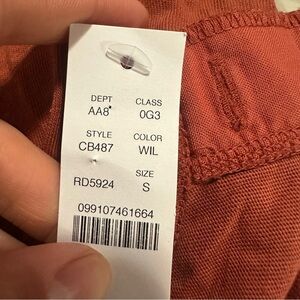 DEPT CLASS
AA8 0G3
STYLE COLOR
CB487 WIL
SIZE
RD5924 S
099107461664